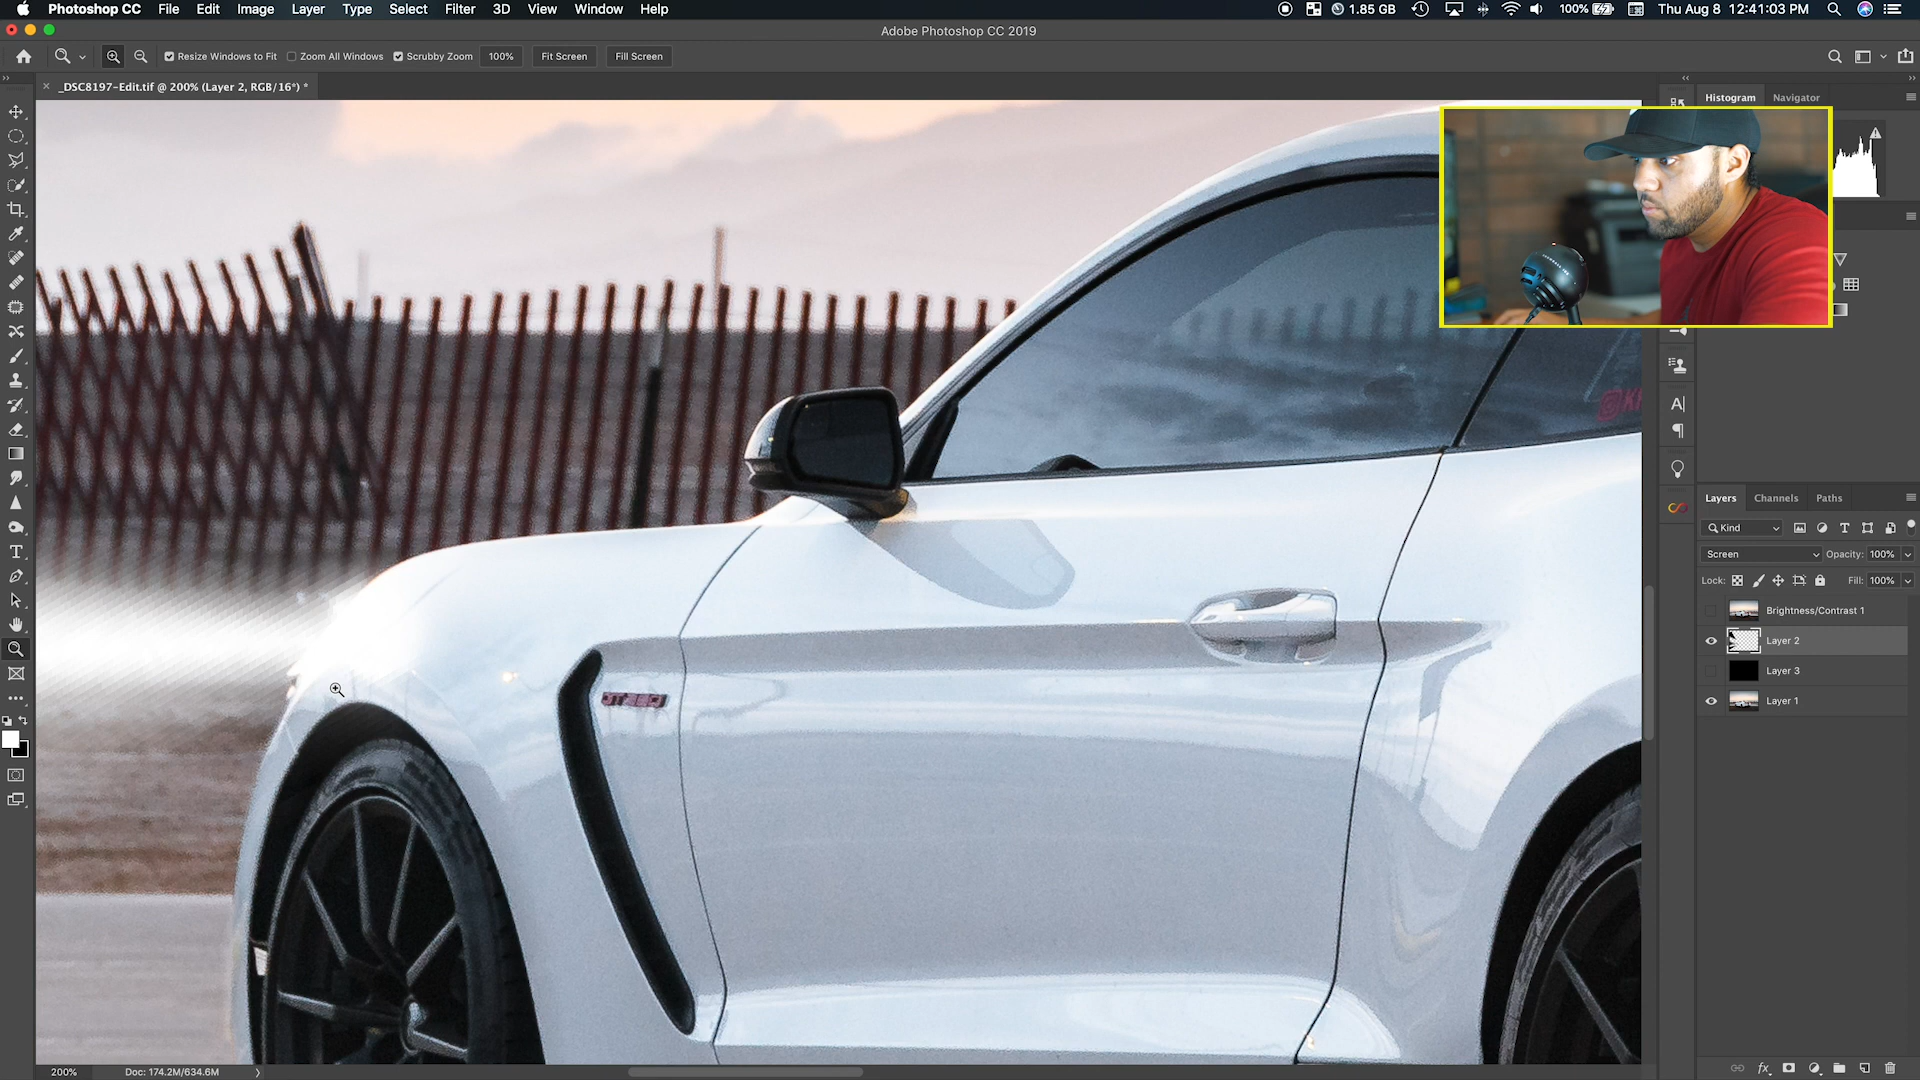 Photoshop CC File Edit Image Layer Type Select Filter 3D View Window Help 1.85 GB 100% Thu Aug 8 12:41:03 PM
Adobe Photoshop CC 2019
Resize Windows to Fit Zoom All Windows Scrubby Zoom 100% Fit Screen Fill Screen
_DSC8197-Edit.tif @ 200% (Layer 2, RGB/16*) *
Histogram Navigator
Layers Channels Paths
Kind
Screen Opacity: 100%
Lock: Fill: 100%
Brightness/Contrast 1
Layer 2
Layer 3
Layer 1
fx
200% Doc: 174.2M/634.6M